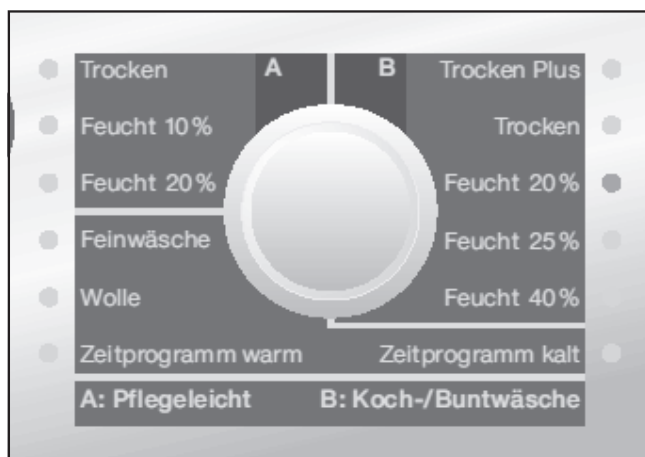 Trocken A B Trocken Plus
Feucht 10% Trocken
Feucht 20% Feucht 20%
Feinwäsche Feucht 25%
Wolle Feucht 40%
Zeitprogramm warm Zeitprogramm kalt
A: Pflegeleicht B: Koch-/Buntwäsche